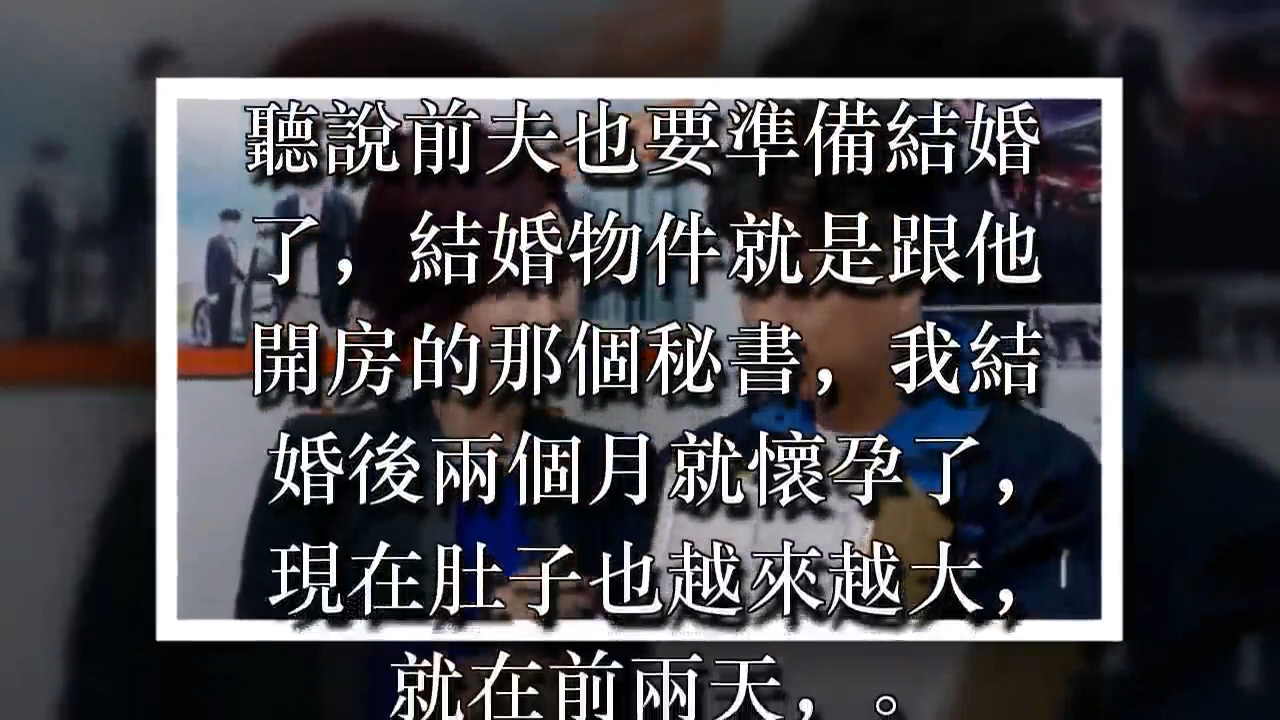 聽說前夫也要準備結婚
了，結婚物件就是跟他
開房的那個秘書，我結
婚後兩個月就懷孕了，
現在肚子也越來越大，
就在前兩天，。